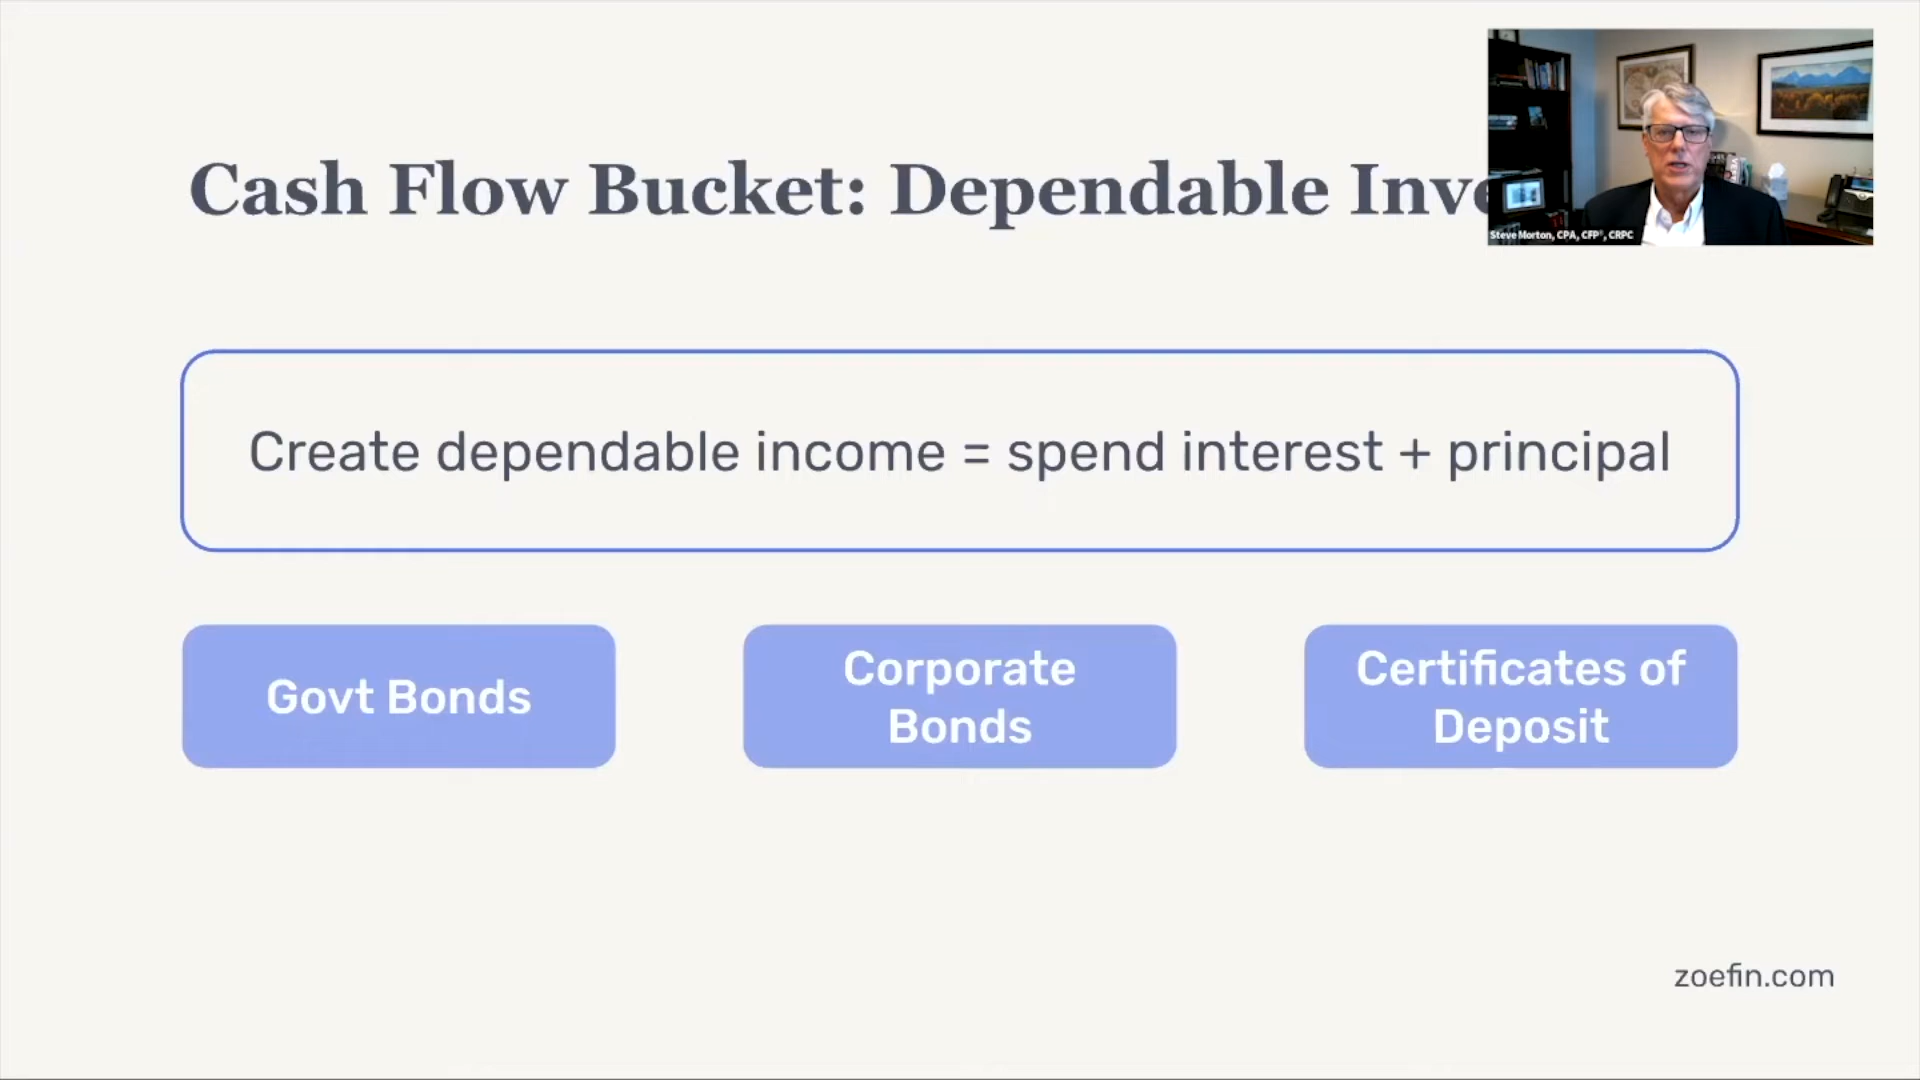 Cash Flow Bucket: Dependable
Steve Morton, CPA, CFP®, CRPC
Create dependable income = spend interest + principal
Govt Bonds
Corporate
Bonds
Certificates of
Deposit
zoefin.com